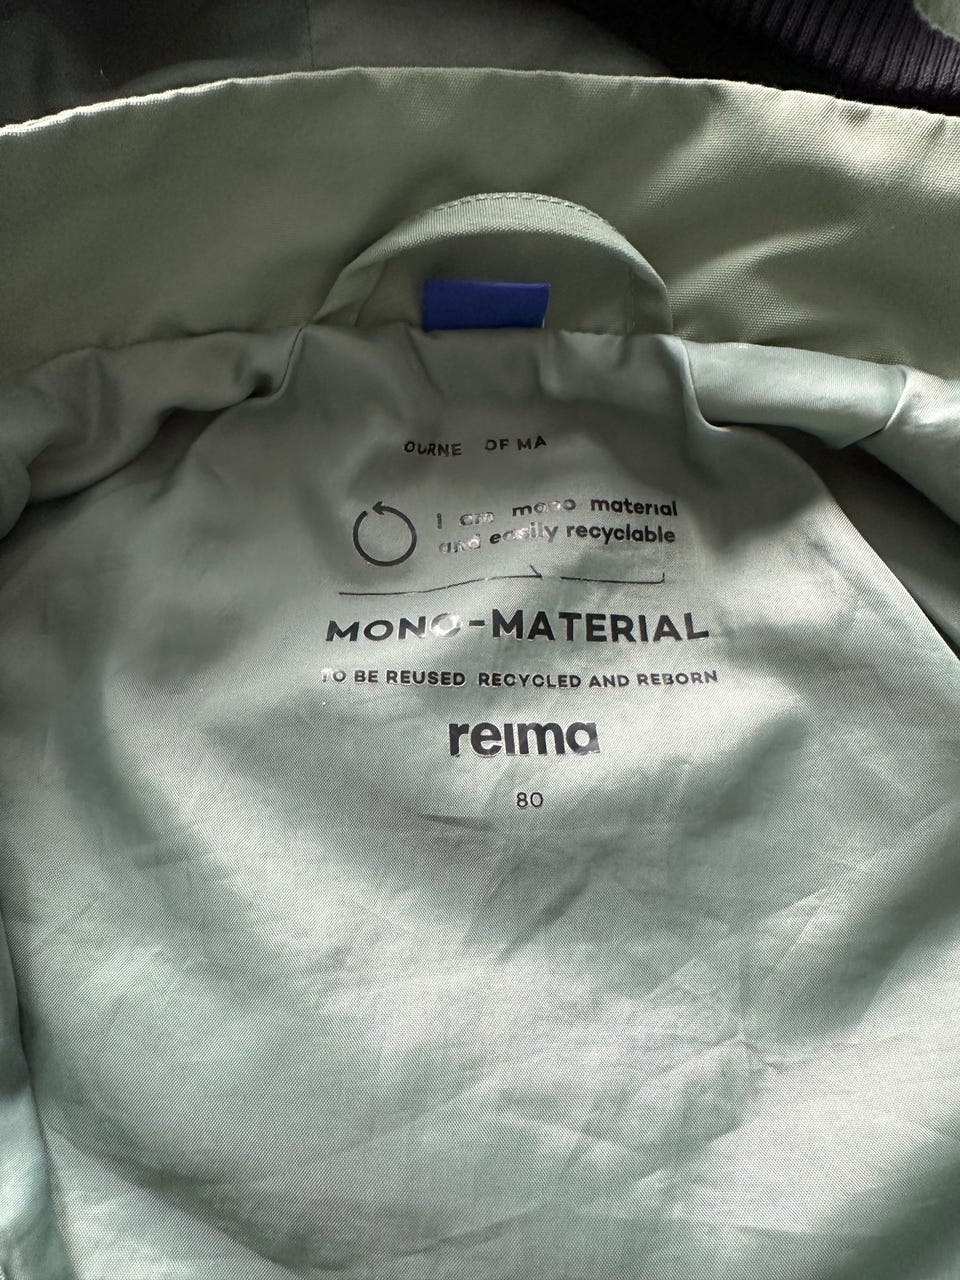 OURNE OF MA
I am mono material
and easily recyclable
MONO-MATERIAL
TO BE REUSED RECYCLED AND REBORN
reima
80